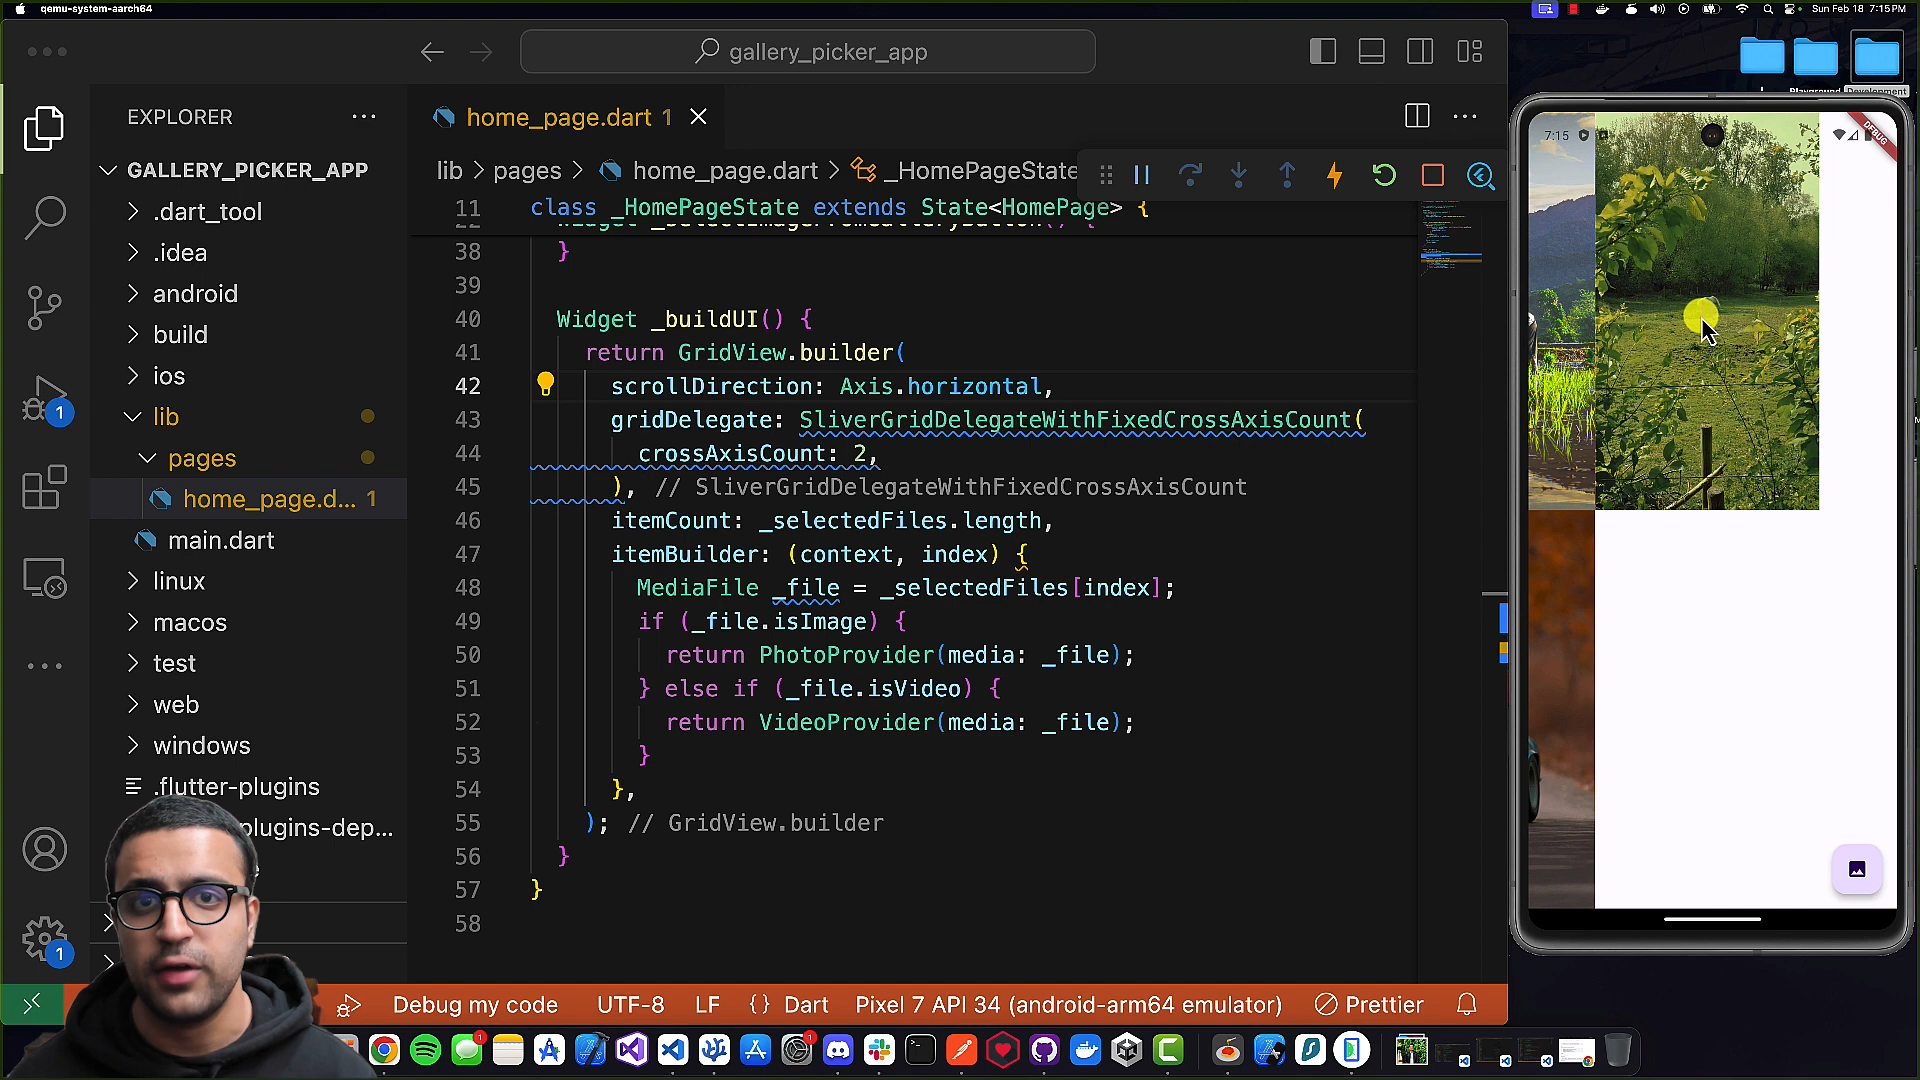 qemu-system-aarch64
Sun Feb 18 7:15 PM
gallery_picker_app
EXPLORER
home_page.dart 1
GALLERY_PICKER_APP
lib > pages > home_page.dart > _HomePageState
.dart_tool
.idea
android
build
ios
lib
pages
home_page.d... 1
main.dart
linux
macos
test
web
windows
.flutter-plugins
plugins-dep...
1
1
11 class _HomePageState extends State<HomePage> {
38 }
39
40 Widget _buildUI() {
41 return GridView.builder(
42 scrollDirection: Axis.horizontal,
43 gridDelegate: SliverGridDelegateWithFixedCrossAxisCount(
44 crossAxisCount: 2,
45 ), // SliverGridDelegateWithFixedCrossAxisCount
46 itemCount: _selectedFiles.length,
47 itemBuilder: (context, index) {
48 MediaFile _file = _selectedFiles[index];
49 if (_file.isImage) {
50 return PhotoProvider(media: _file);
51 } else if (_file.isVideo) {
52 return VideoProvider(media: _file);
53 }
54 },
55 ); // GridView.builder
56 }
57 }
58
Debug my code
UTF-8
LF
{} Dart
Pixel 7 API 34 (android-arm64 emulator)
Prettier
7:15
DEBUG
Development